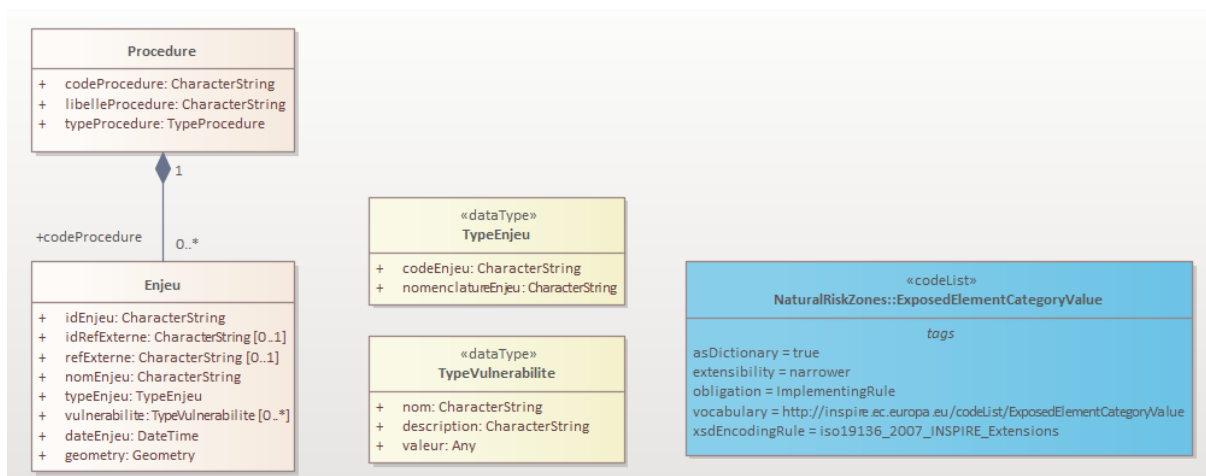 Procedure
+ codeProcedure: CharacterString
+ libelleProcedure: CharacterString
+ typeProcedure: TypeProcedure
1
+codeProcedure
0..*
Enjeu
+ idEnjeu: CharacterString
+ idRefExterne: CharacterString [0..1]
+ refExterne: CharacterString [0..1]
+ nomEnjeu: CharacterString
+ typeEnjeu: TypeEnjeu
+ vulnerabilite: TypeVulnerabilite [0..*]
+ dateEnjeu: DateTime
+ geometry: Geometry
«dataType»
TypeEnjeu
+ codeEnjeu: CharacterString
+ nomenclatureEnjeu: CharacterString
«dataType»
TypeVulnerabilite
+ nom: CharacterString
+ description: CharacterString
+ valeur: Any
«codeList»
NaturalRiskZones::ExposedElementCategoryValue
tags
asDictionary = true
extensibility = narrower
obligation = ImplementingRule
vocabulary = http://inspire.ec.europa.eu/codeList/ExposedElementCategoryValue
xsdEncodingRule = iso19136_2007_INSPIRE_Extensions